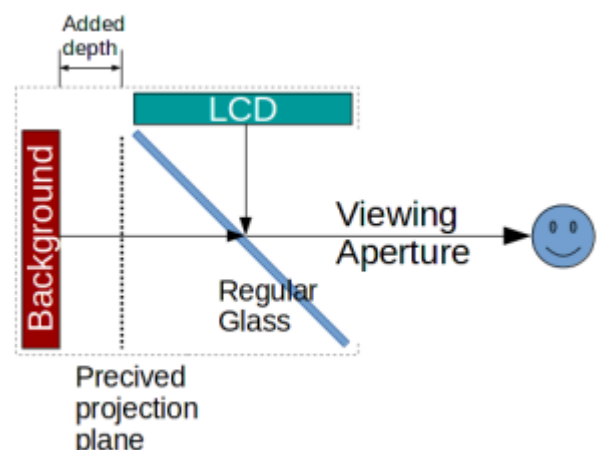 Added
depth
LCD
Background
Viewing
Aperture
Regular
Glass
Precived
projection
plane